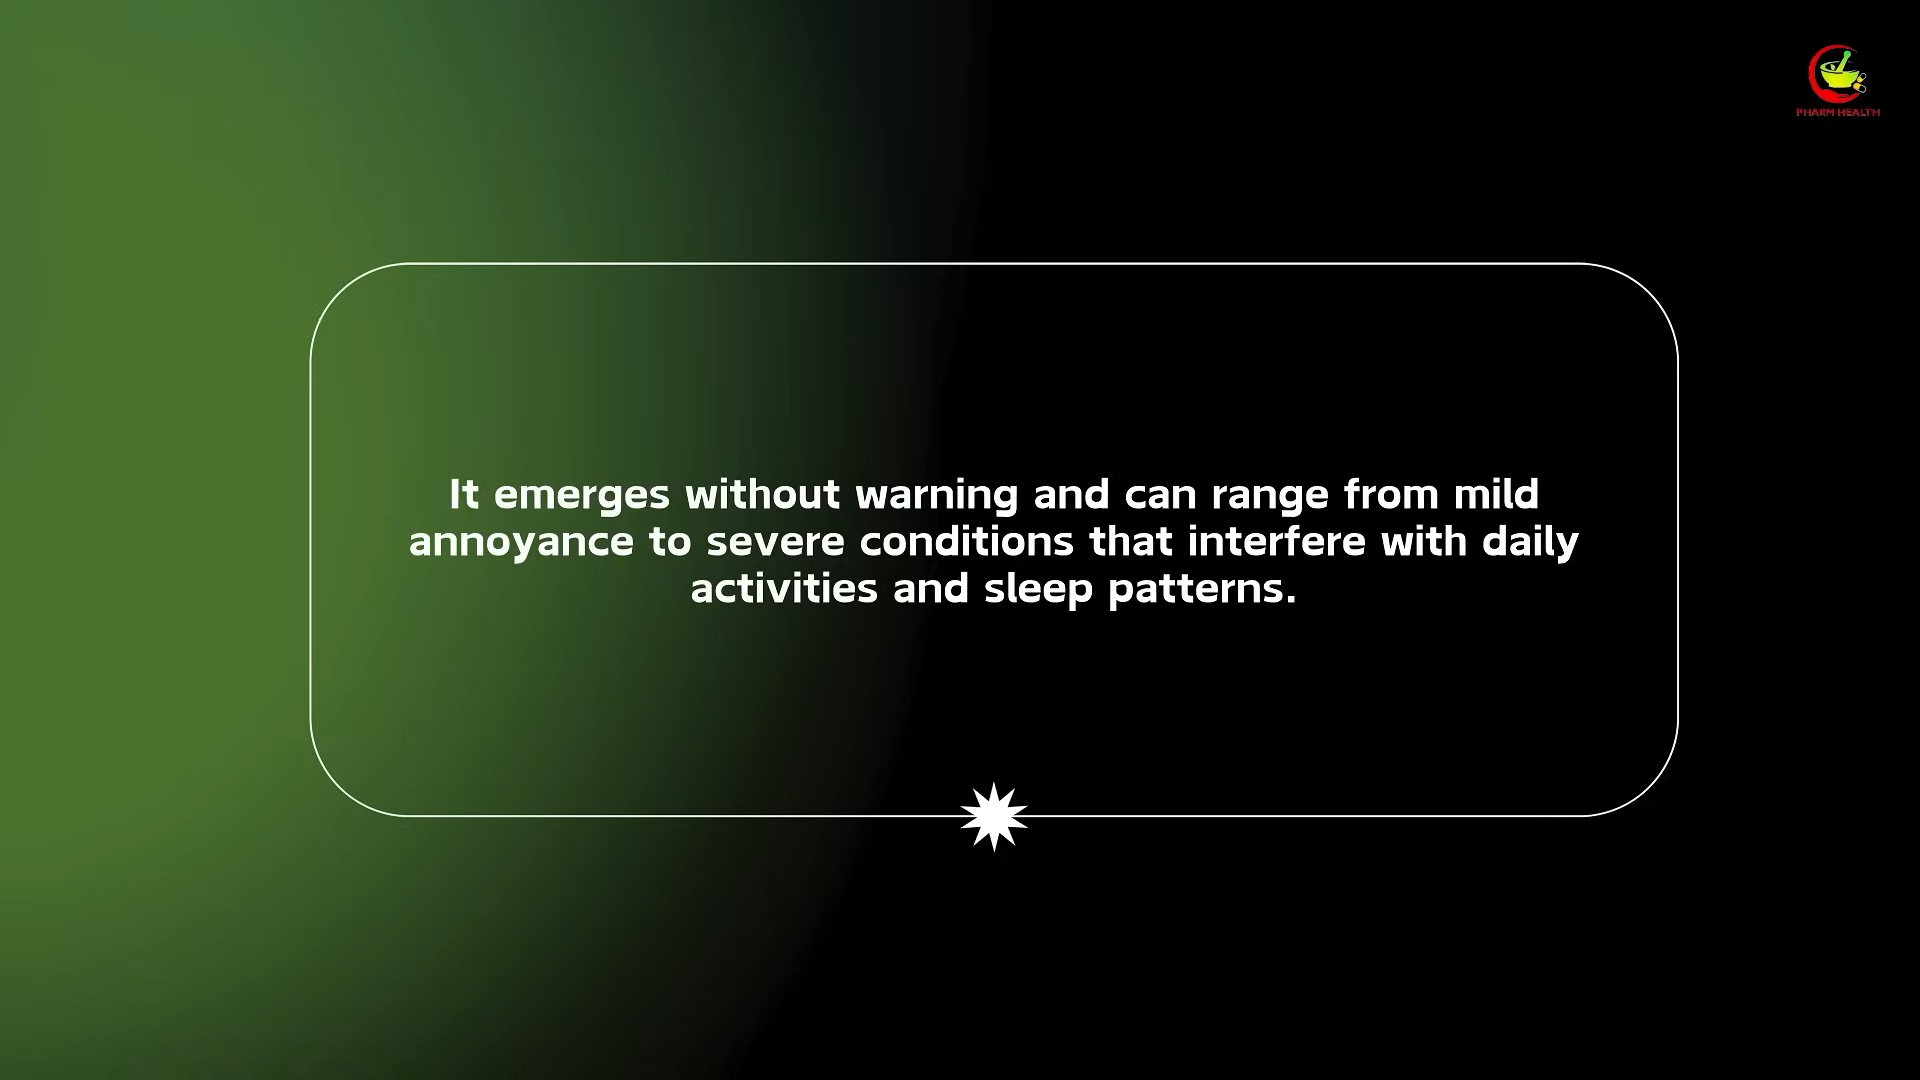 PHARM HEALTH
It emerges without warning and can range from mild
annoyance to severe conditions that interfere with daily
activities and sleep patterns.